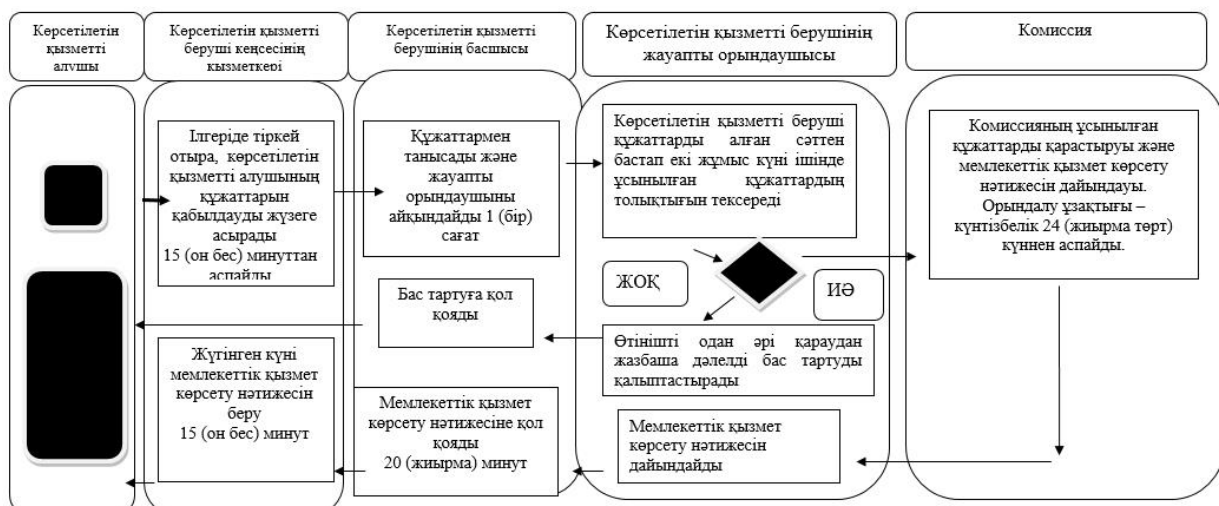 Көрсетілетін
қызметті
алушы
Көрсетілетін қызметті
беруші кеңсесінің
қызметкері
Көрсетілетін қызметті
берушінің басшысы
Көрсетілетін қызметті берушінің
жауапты орындаушысы
Комиссия
Ілгеріде тіркей
отыра, көрсетілетін
қызметті алушының
құжаттарын
қабылдауды жүзеге
асырады
15 (он бес) минуттан
аспайды
Құжаттармен
танысады және
жауапты
орындаушыны
айқындайды 1 (бір)
сағат
Көрсетілетін қызметті беруші
құжаттарды алған сәттен
бастап екі жұмыс күні ішінде
ұсынылған құжаттардың
толықтығын тексереді
Комиссияның ұсынылған
құжаттарды қарастыруы және
мемлекеттік қызмет көрсету
нәтижесін дайындауы.
Орындалу ұзақтығы –
күнтізбелік 24 (жиырма төрт)
күннен аспайды.
ЖОҚ
ИӘ
Бас тартуға қол
қояды
Өтінішті одан әрі қараудан
жазбаша дәлелді бас тартуды
қалыптастырады
Жүгінген күні
мемлекеттік қызмет
көрсету нәтижесін
беру
15 (он бес) минут
Мемлекеттік қызмет
көрсету нәтижесіне қол
қояды
20 (жиырма) минут
Мемлекеттік қызмет
көрсету нәтижесін
дайындайды